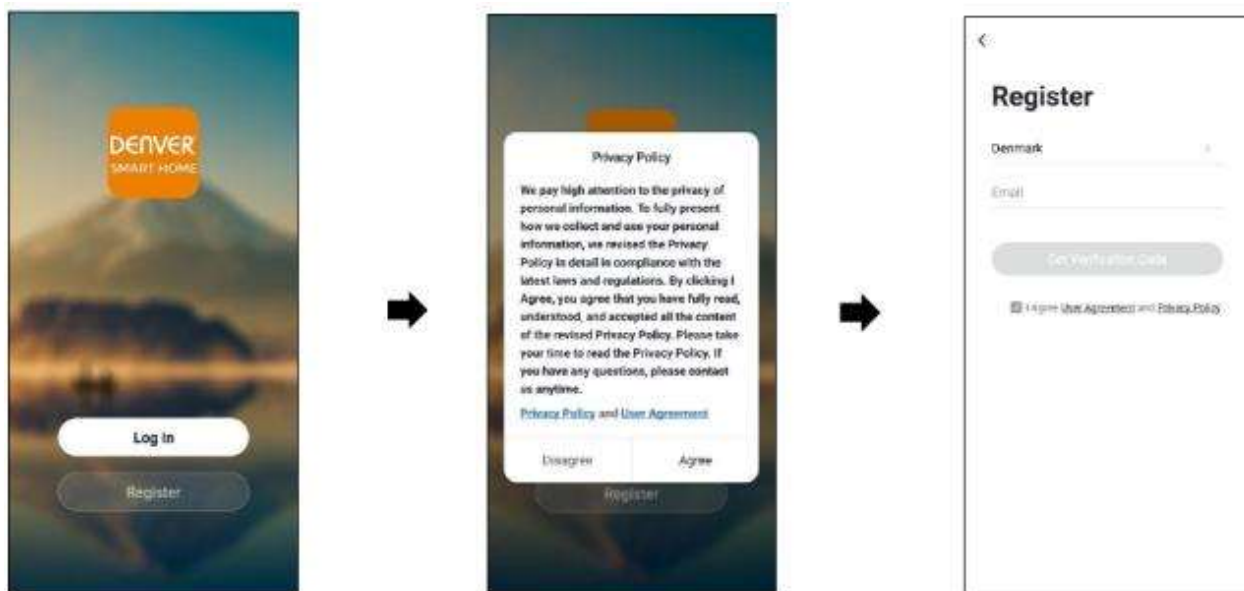 DENVER
SMART HOME
Log In
Register
Privacy Policy
We pay high attention to the privacy of
personal information. To fully present
how we collect and use your personal
information, we revised the Privacy
Policy in detail in compliance with the
latest laws and regulations. By clicking I
Agree, you agree that you have fully read,
understood, and accepted all the content
of the revised Privacy Policy. Please take
your time to read the Privacy Policy. If
you have any questions, please contact
us anytime.
Privacy Policy and User Agreement
Disagree
Agree
Register
Register
Denmark
Email
Get Verification Code
I agree User Agreement and Privacy Policy